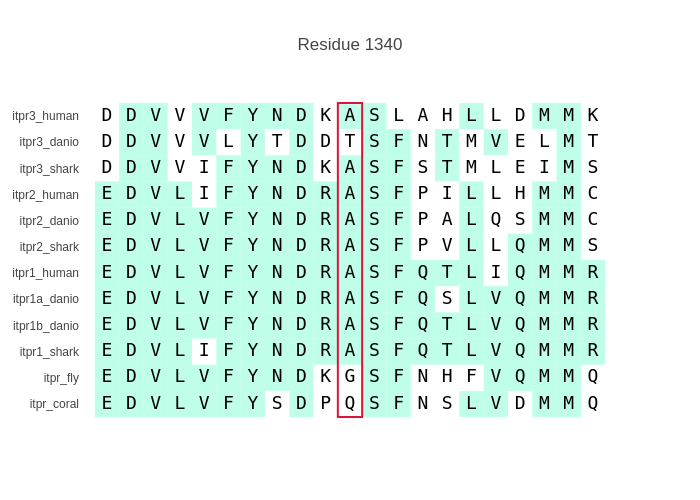 Residue 1340
itpr3_human D D V V V F Y N D K A S L A H L L D M M K
itpr3_danio D D V V V L Y T D D T S F N T M V E L M T
itpr3_shark D D V V I F Y N D K A S F S T M L E I M S
itpr2_human E D V L I F Y N D R A S F P I L L H M M C
itpr2_danio E D V L V F Y N D R A S F P A L Q S M M C
itpr2_shark E D V L V F Y N D R A S F P V L L Q M M S
itpr1_human E D V L V F Y N D R A S F Q T L I Q M M R
itpr1a_danio E D V L V F Y N D R A S F Q S L V Q M M R
itpr1b_danio E D V L V F Y N D R A S F Q T L V Q M M R
itpr1_shark E D V L I F Y N D R A S F Q T L V Q M M R
itpr_fly E D V L V F Y N D K G S F N H F V Q M M Q
itpr_coral E D V L V F Y S D P Q S F N S L V D M M Q